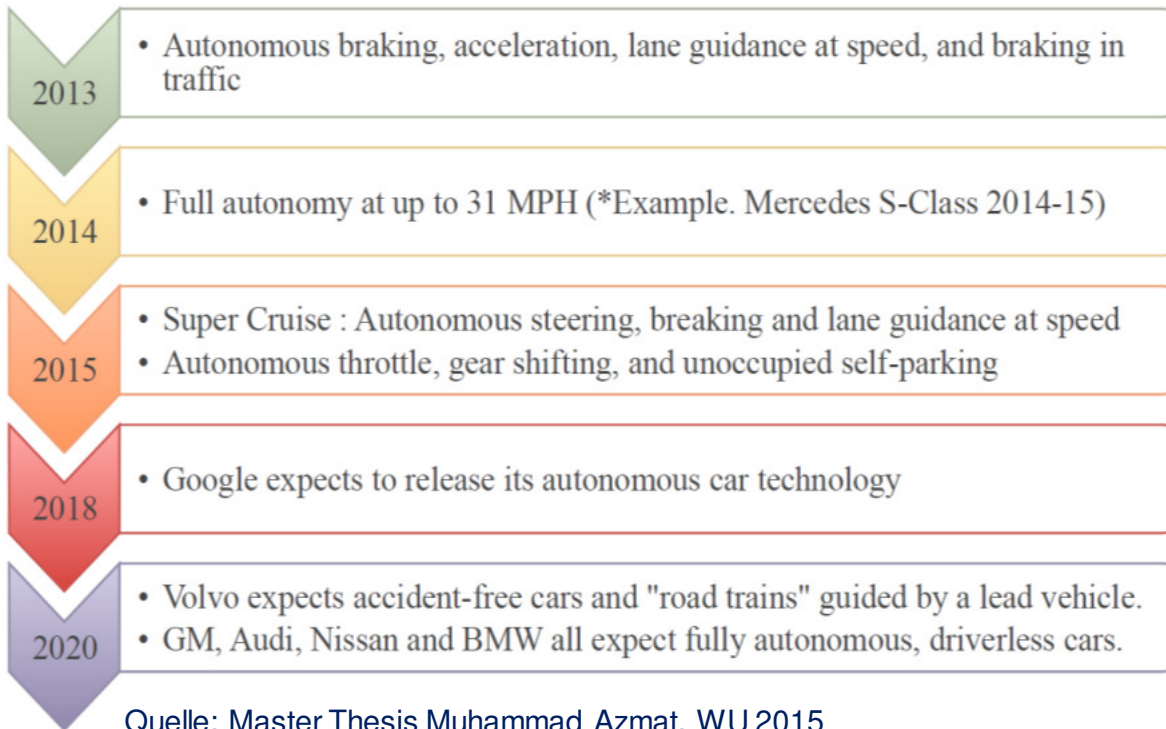 2013
• Autonomous braking, acceleration, lane guidance at speed, and braking in
traffic
2014
• Full autonomy at up to 31 MPH (*Example. Mercedes S-Class 2014-15)
2015
• Super Cruise : Autonomous steering, breaking and lane guidance at speed
• Autonomous throttle, gear shifting, and unoccupied self-parking
2018
• Google expects to release its autonomous car technology
2020
• Volvo expects accident-free cars and "road trains" guided by a lead vehicle.
• GM, Audi, Nissan and BMW all expect fully autonomous, driverless cars.
Quelle: Master Thesis Muhammad Azmat, WU 2015